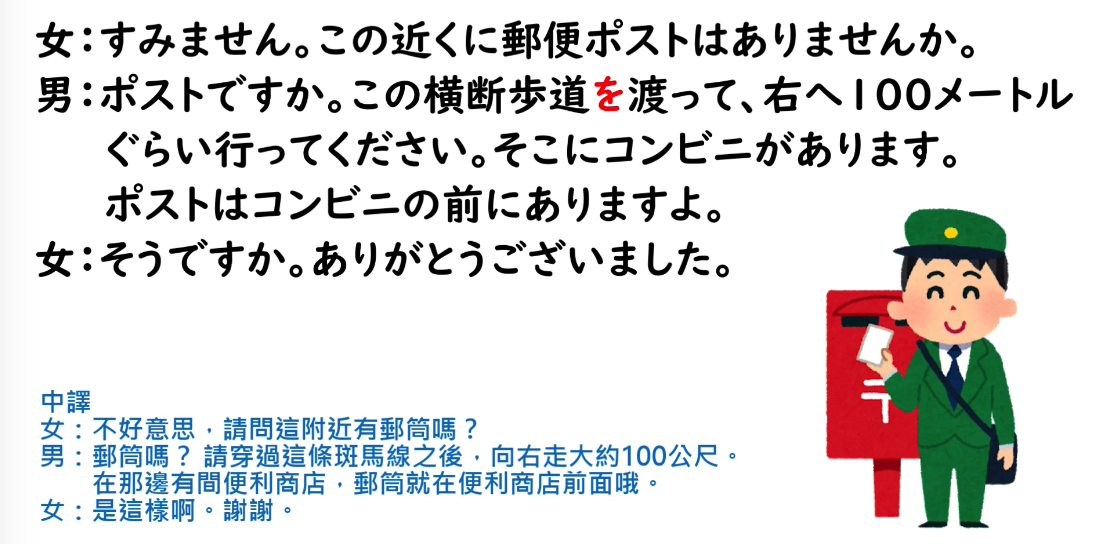 女：すみません。この近くに郵便ポストはありませんか。
男：ポストですか。この横断歩道を渡って、右へ100メートル
ぐらい行ってください。そこにコンビニがあります。
ポストはコンビニの前にありますよ。
女：そうですか。ありがとうございました。
中譯
女：不好意思，請問這附近有郵筒嗎？
男：郵筒嗎？ 請穿過這條斑馬線之後，向右走大約100公尺。
在那邊有間便利商店，郵筒就在便利商店前面哦。
女：是這樣啊。謝謝。
〒